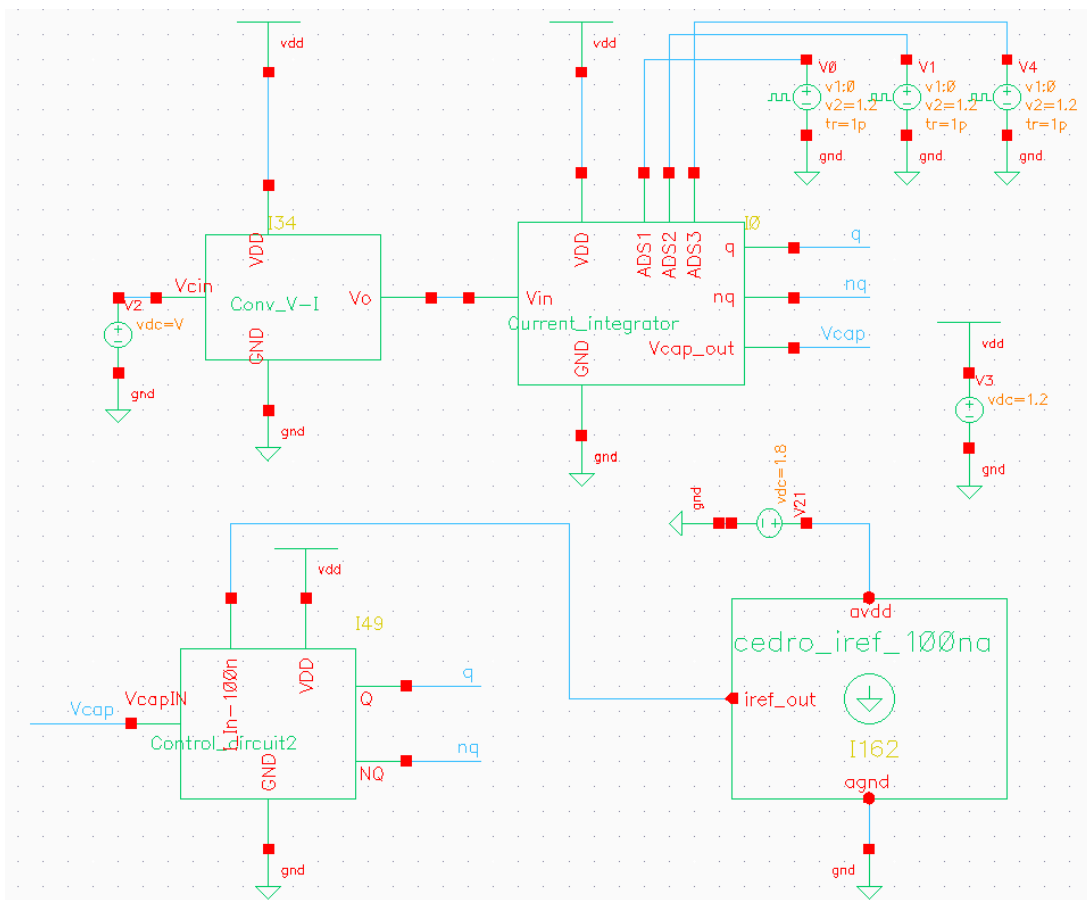 vdd
vdd
V0
v1:0
v2=1.2
tr=1p
gnd
V1
v1:0
v2=1.2
tr=1p
gnd
V4
v1:0
v2=1.2
tr=1p
gnd
I34
VDD
Vcin
Conv_V-I
Vo
GND
gnd
V2
vdc=V
gnd
I0
VDD
ADS1
ADS2
ADS3
q
nq
Vin
Current_integrator
Vcap_out
GND
gnd
q
nq
Vcap
vdd
V3
vdc=1.2
gnd
gnd
vdc=1.8
V21
vdd
I49
VDD
VcapIN
Vcap
Q
q
NQ
nq
GND
gnd
avdd
cedro_iref_100na
iref_out
I162
agnd
gnd